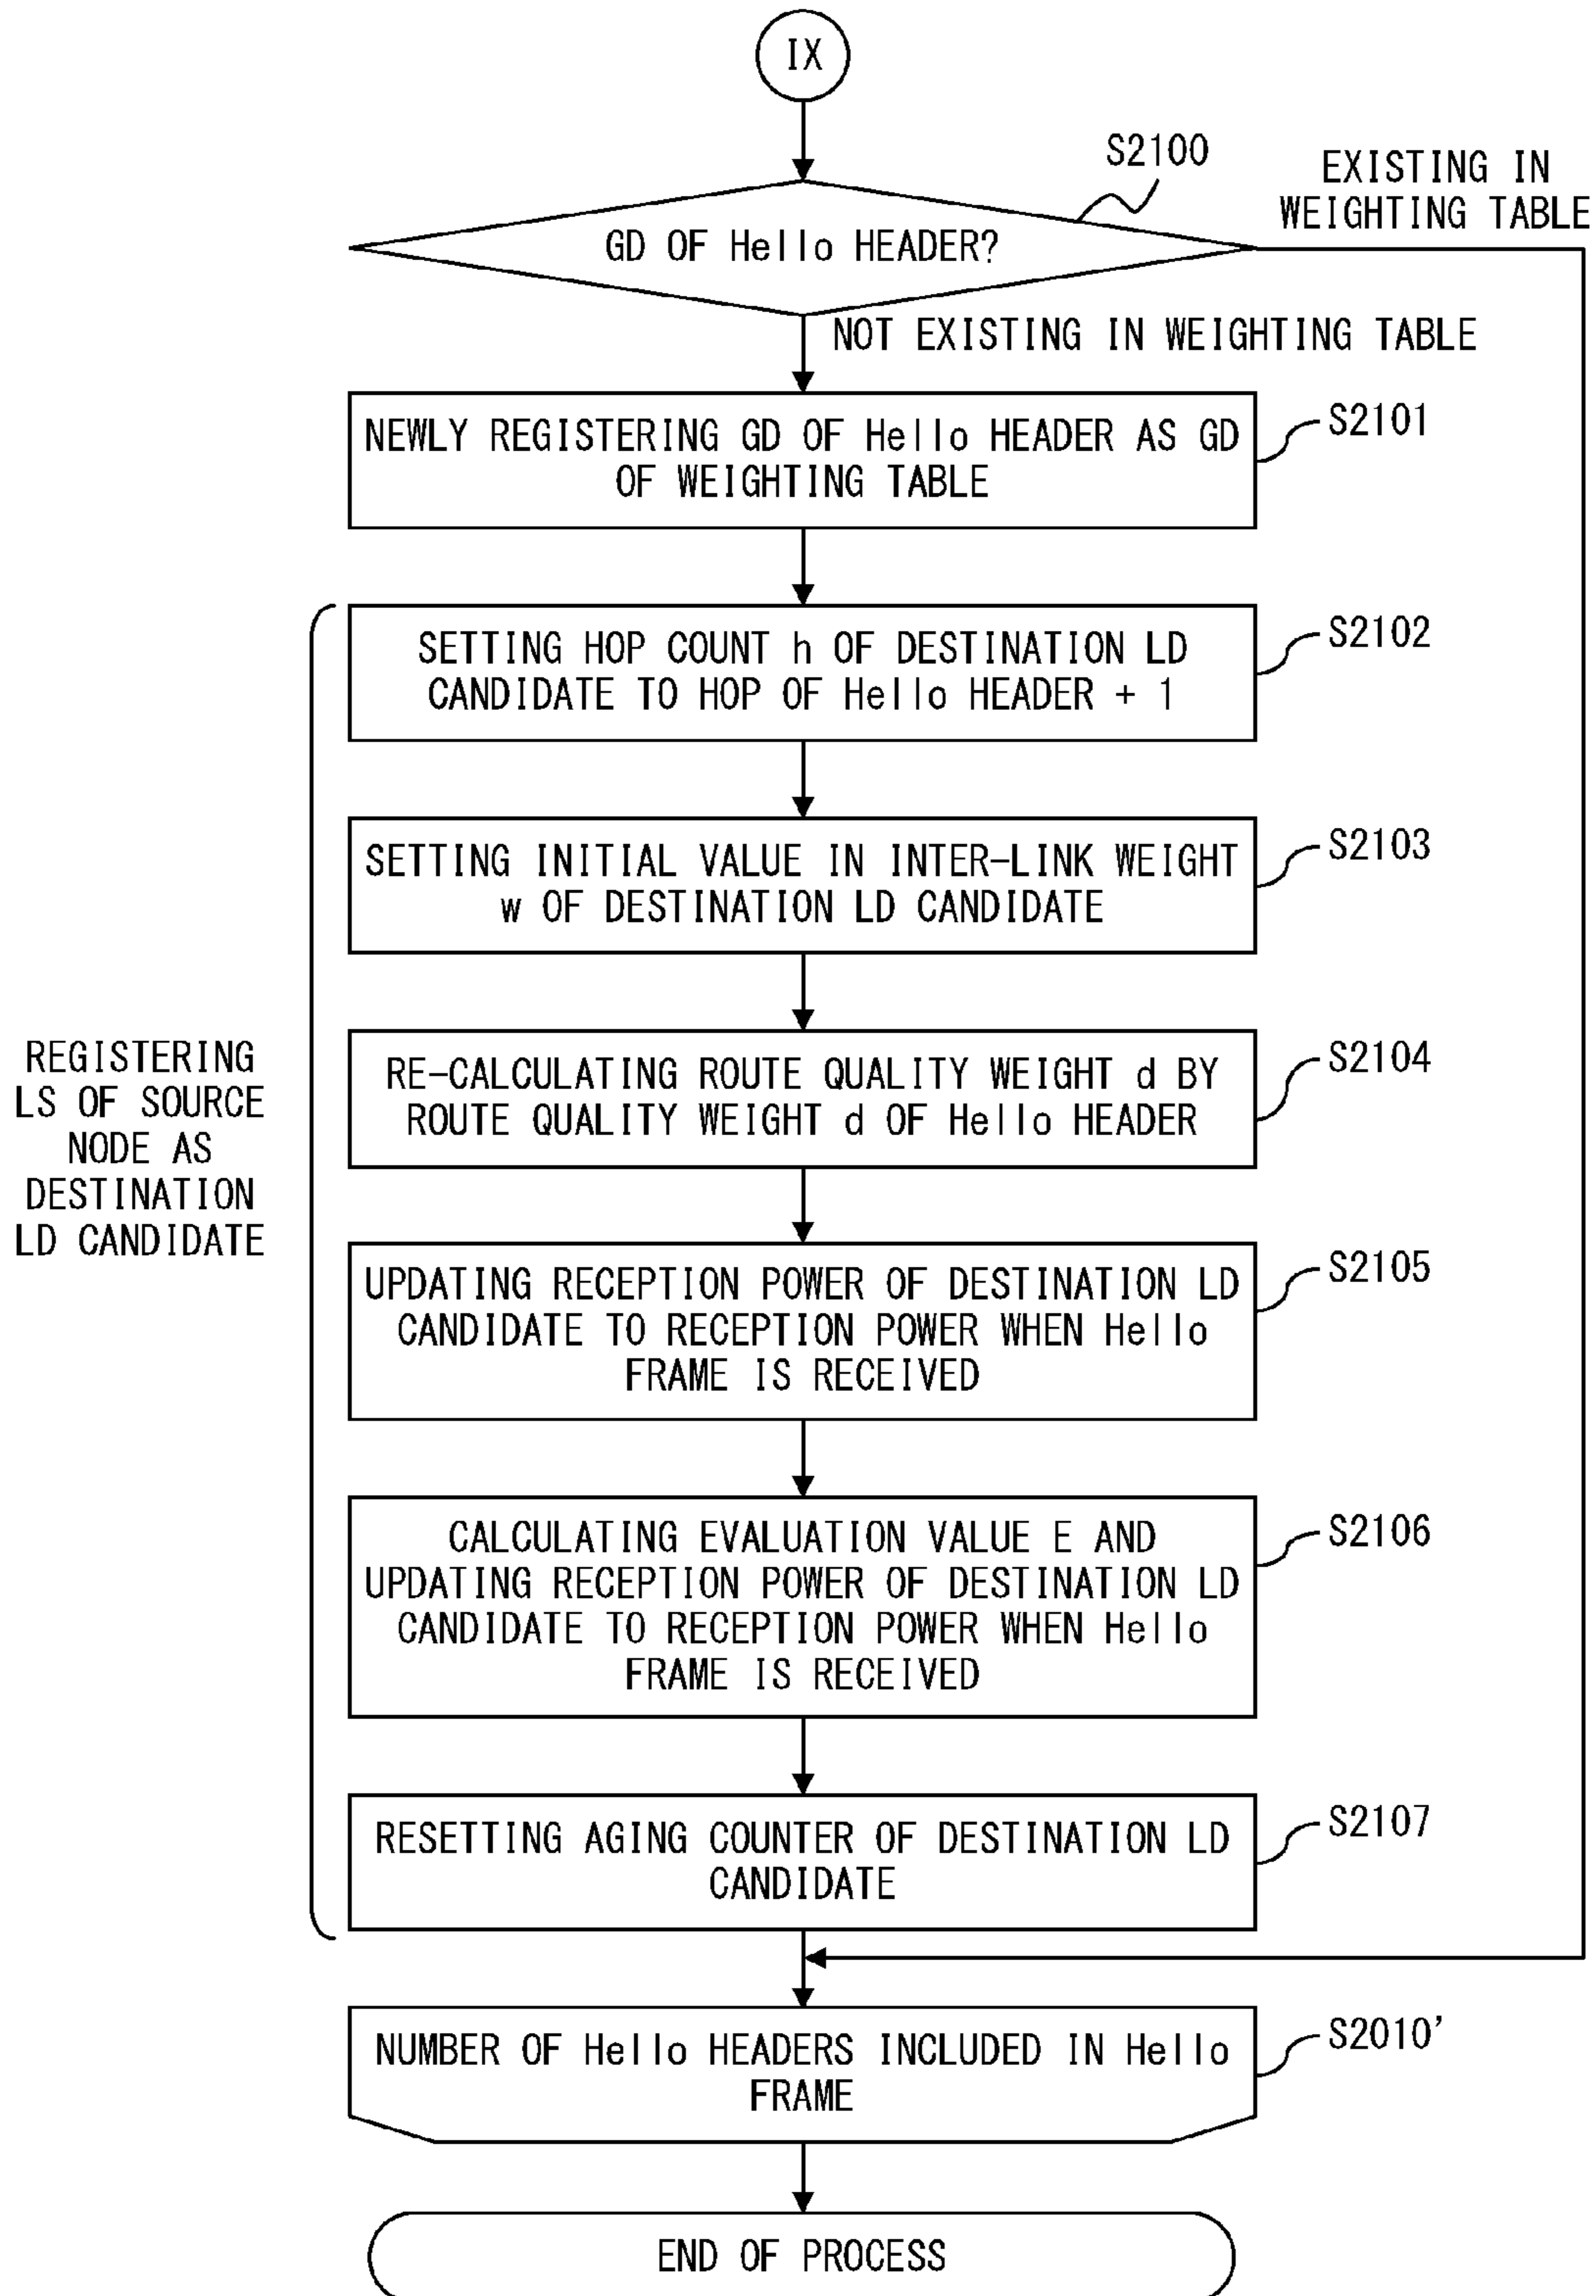 IX
S2100
EXISTING IN
WEIGHTING TABLE
GD OF Hello HEADER?
NOT EXISTING IN WEIGHTING TABLE
NEWLY REGISTERING GD OF Hello HEADER AS GD
OF WEIGHTING TABLE
S2101
SETTING HOP COUNT h OF DESTINATION LD
CANDIDATE TO HOP OF Hello HEADER + 1
S2102
SETTING INITIAL VALUE IN INTER-LINK WEIGHT
w OF DESTINATION LD CANDIDATE
S2103
REGISTERING
LS OF SOURCE
NODE AS
DESTINATION
LD CANDIDATE
RE-CALCULATING ROUTE QUALITY WEIGHT d BY
ROUTE QUALITY WEIGHT d OF Hello HEADER
S2104
UPDATING RECEPTION POWER OF DESTINATION LD
CANDIDATE TO RECEPTION POWER WHEN Hello
FRAME IS RECEIVED
S2105
CALCULATING EVALUATION VALUE E AND
UPDATING RECEPTION POWER OF DESTINATION LD
CANDIDATE TO RECEPTION POWER WHEN Hello
FRAME IS RECEIVED
S2106
RESETTING AGING COUNTER OF DESTINATION LD
CANDIDATE
S2107
NUMBER OF Hello HEADERS INCLUDED IN Hello
FRAME
S2010'
END OF PROCESS